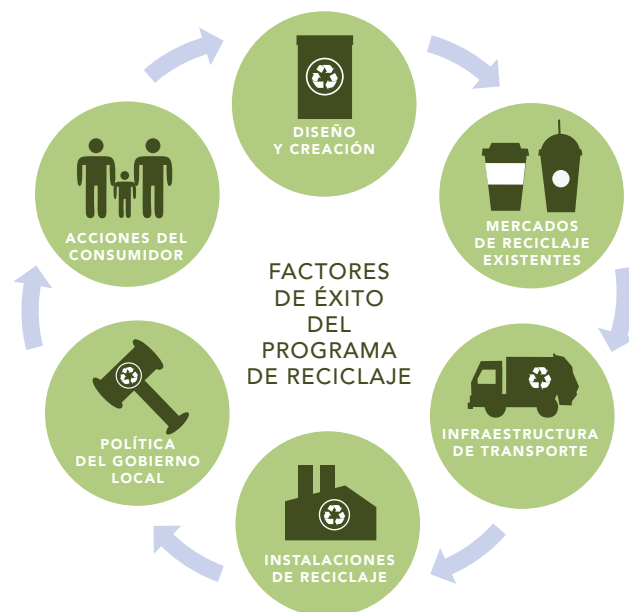 DISEÑO
Y CREACIÓN
MERCADOS
DE RECICLAJE
EXISTENTES
INFRAESTRUCTURA
DE TRANSPORTE
INSTALACIONES
DE RECICLAJE
POLÍTICA
DEL GOBIERNO
LOCAL
ACCIONES DEL
CONSUMIDOR
FACTORES
DE ÉXITO
DEL
PROGRAMA
DE RECICLAJE